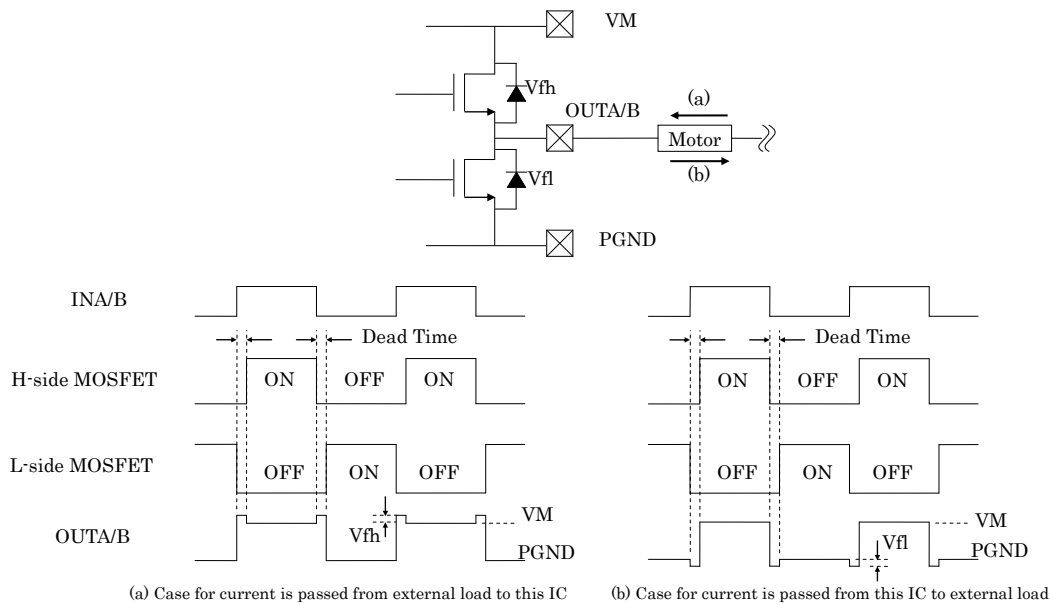 VM
Vfh
OUTA/B
(a)
Motor
(b)
Vfl
PGND
INA/B
Dead Time
Dead Time
H-side MOSFET
ON
OFF
ON
ON
OFF
ON
L-side MOSFET
OFF
ON
OFF
OFF
ON
OFF
OUTA/B
Vfh
VM
PGND
Vfl
VM
PGND
(a) Case for current is passed from external load to this IC
(b) Case for current is passed from this IC to external load